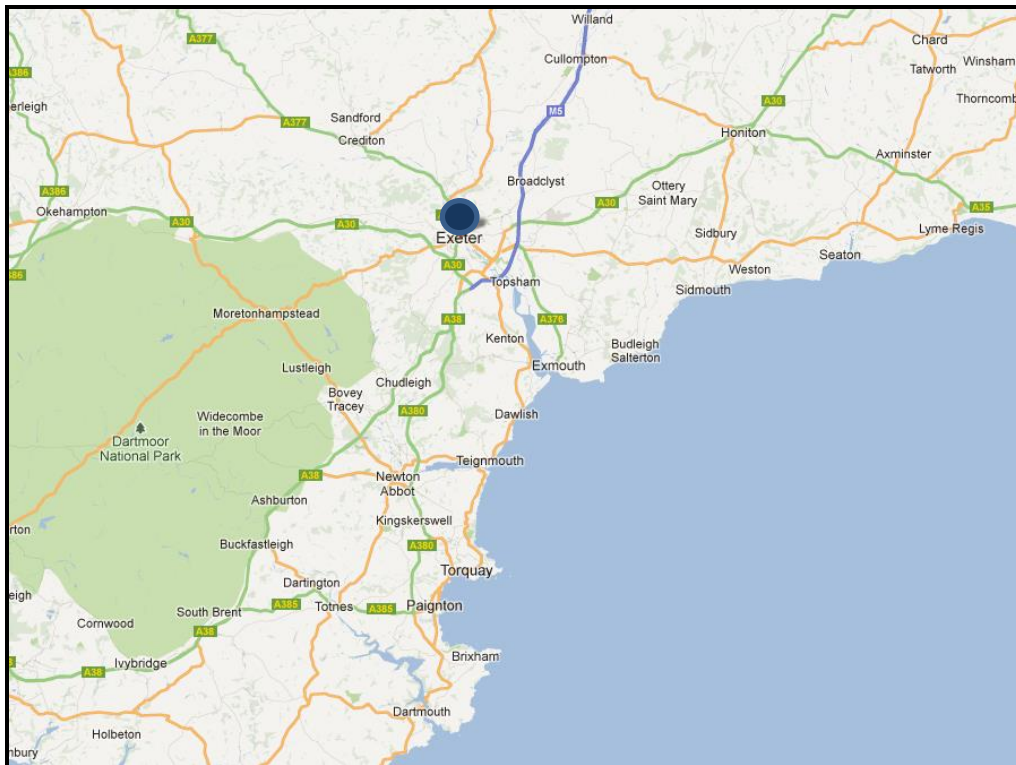 Willand
A377
Chard
Cullompton
Winsham
A386
Tatworth
Thorncomb
erleigh
M5
A30
Sandford
A377
Crediton
Honiton
Axminster
Broadclyst
A386
Ottery
Saint Mary
Okehampton
A30
A30
A30
A35
Exeter
Sidbury
Lyme Regis
Seaton
A30
Weston
86
Topsham
Sidmouth
Moretonhampstead
A38
A376
Kenton
Budleigh
Salterton
Lustleigh
Exmouth
Chudleigh
Bovey
Tracey
A380
Widecombe
in the Moor
Dawlish
Dartmoor
National Park
Teignmouth
A38
Newton
Abbot
Ashburton
Kingskerswell
rton
Buckfastleigh
A380
Torquay
Dartington
eigh
A385
Totnes
A385
Paignton
South Brent
Cornwood
A38
Ivybridge
A38
Brixham
Dartmouth
Holbeton
nbury